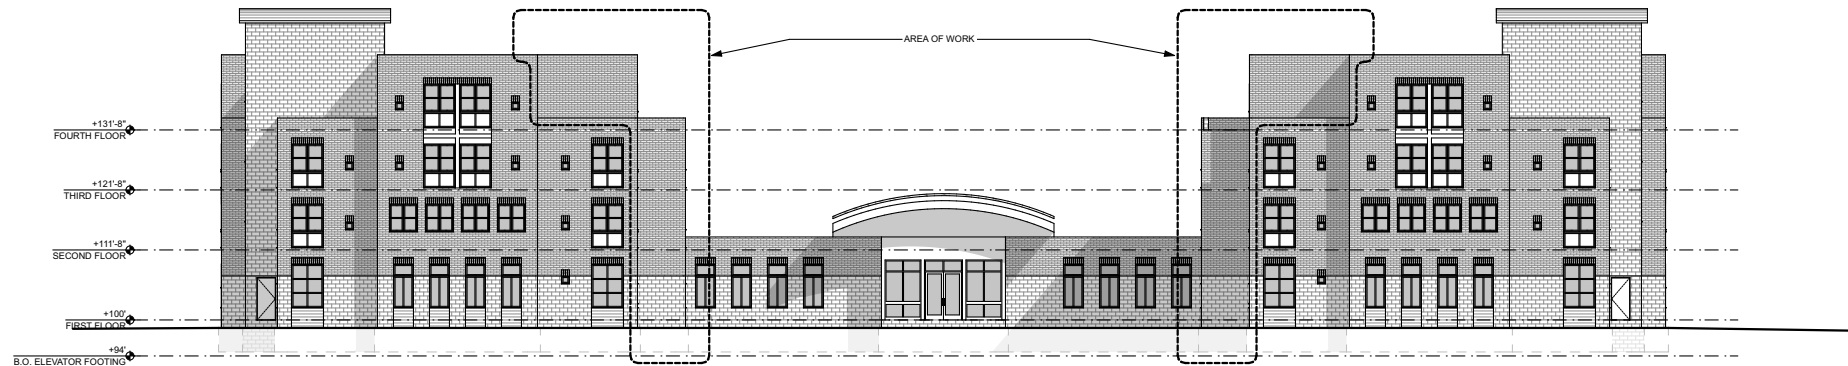 AREA OF WORK
+131'-8"
FOURTH FLOOR
+121'-8"
THIRD FLOOR
+111'-8"
SECOND FLOOR
+100'
FIRST FLOOR
+94'
B.O. ELEVATOR FOOTING